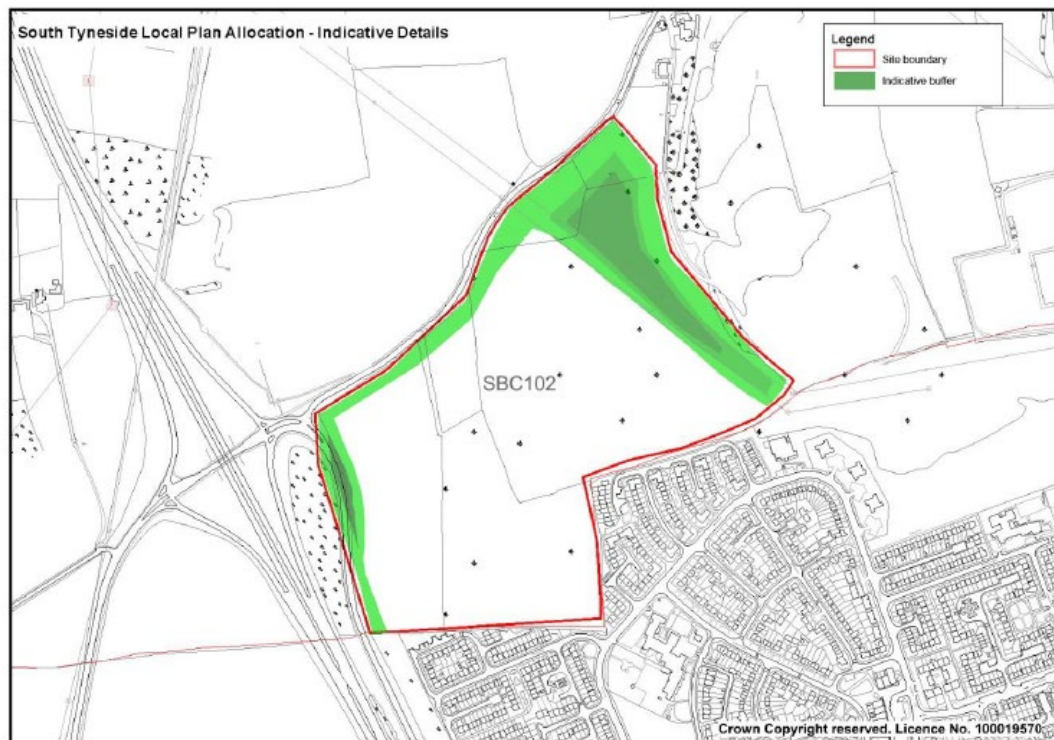 South Tyneside Local Plan Allocation - Indicative Details
Legend
Site boundary
Indicative buffer
SBC102
Crown Copyright reserved. Licence No. 100019570